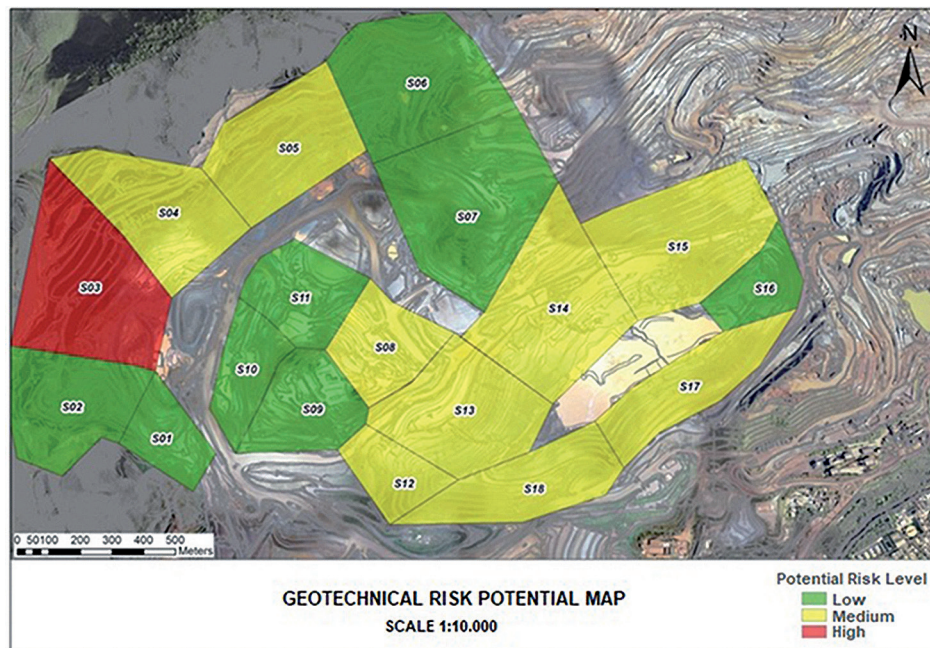 N
S06
S05
S04
S07
S15
S03
S16
S11
S14
S08
S10
S17
S02
S09
S13
S01
S12
S18
0 50100 200 300 400 500
Meters
GEOTECHNICAL RISK POTENTIAL MAP
SCALE 1:10.000
Potential Risk Level
Low
Medium
High